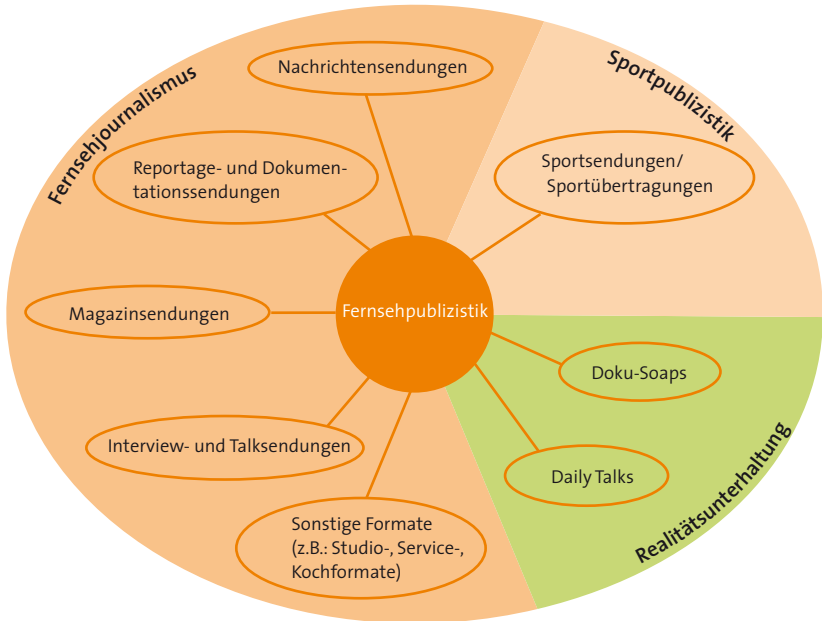 Fernsehjournalismus
Nachrichtensendungen
Reportage- und Dokumen-
tationssendungen
Magazinsendungen
Interview- und Talksendungen
Sonstige Formate
(z.B.: Studio-, Service-,
Kochformate)
Fernsehpublizistik
Sportpublizistik
Sportsendungen/
Sportübertragungen
Doku-Soaps
Daily Talks
Realitätsunterhaltung